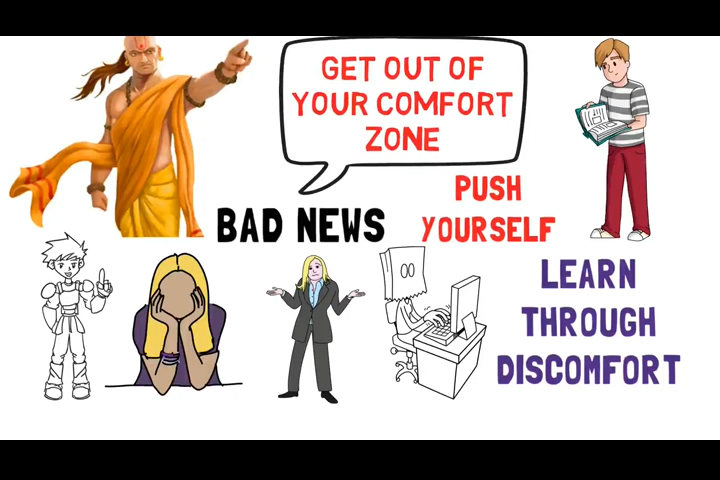 GET OUT OF
YOUR COMFORT
ZONE
BAD NEWS
PUSH
YOURSELF
LEARN
THROUGH
DISCOMFORT